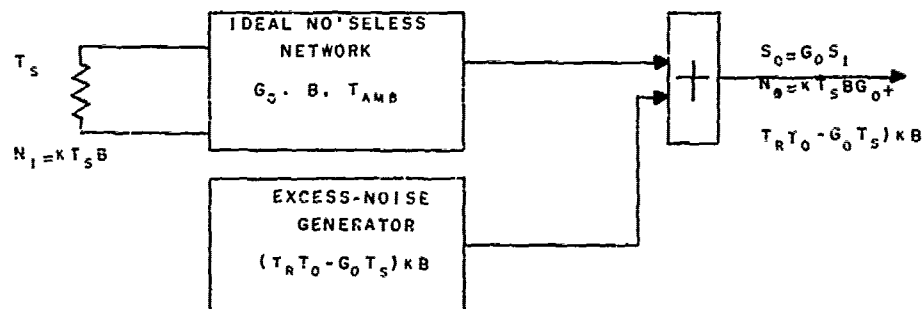 IDEAL NO'SELESS
NETWORK
G₀. B, T_AMB
T_S
N_I = K T_S B
EXCESS-NOISE
GENERATOR
(T_R T_0 - G_0 T_S) K B
+
S_0 = G_0 S_I
N_0 = K T_S B G_0 +
T_R T_0 - G_0 T_S) K B